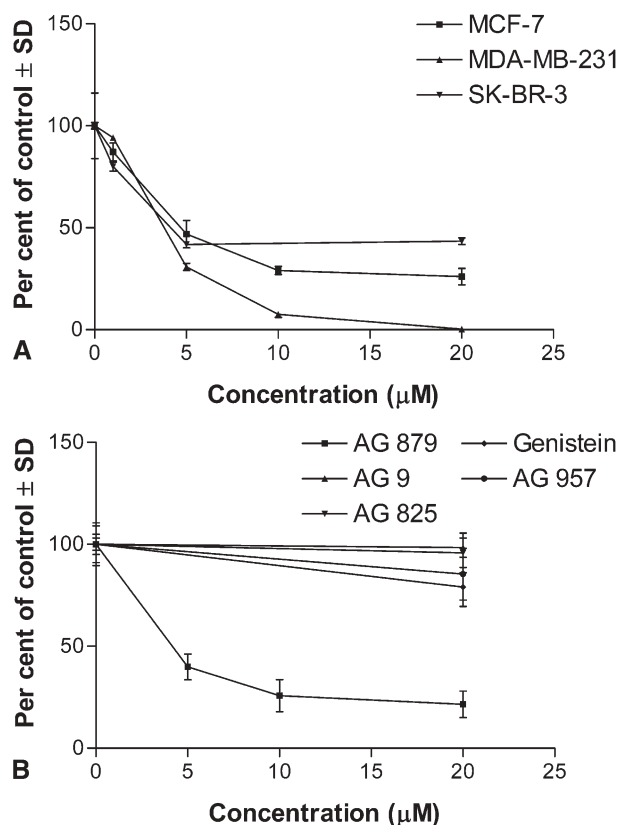 MCF-7
MDA-MB-231
SK-BR-3
Per cent of control ± SD
150
100
50
0
0 5 10 15 20 25
A
Concentration (μM)
AG 879 Genistein
AG 9 AG 957
AG 825
Per cent of control ± SD
150
100
50
0
0 5 10 15 20 25
B
Concentration (μM)